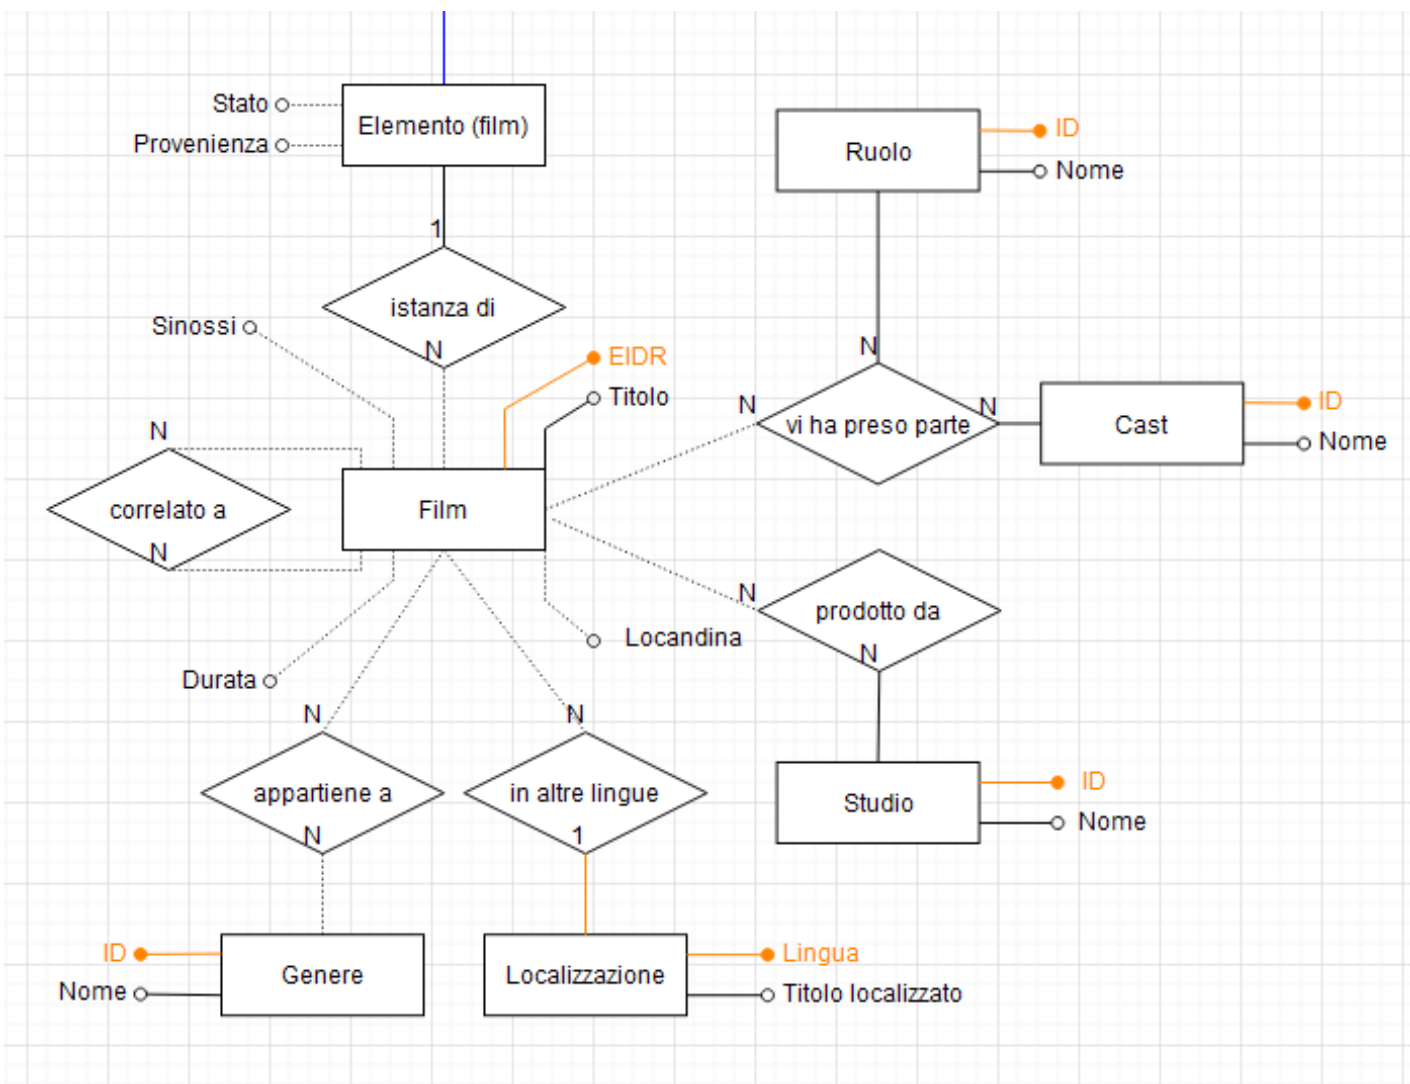 Stato
Elemento (film)
Provenienza
Ruolo
ID
Nome
1
istanza di
N
Sinossi
EIDR
Titolo
N
correlato a
N
Film
N
N
vi ha preso parte
N
Cast
ID
Nome
N
prodotto da
N
Locandina
Durata
Studio
ID
Nome
N
appartiene a
N
N
in altre lingue
1
ID
Nome
Genere
Localizzazione
Lingua
Titolo localizzato